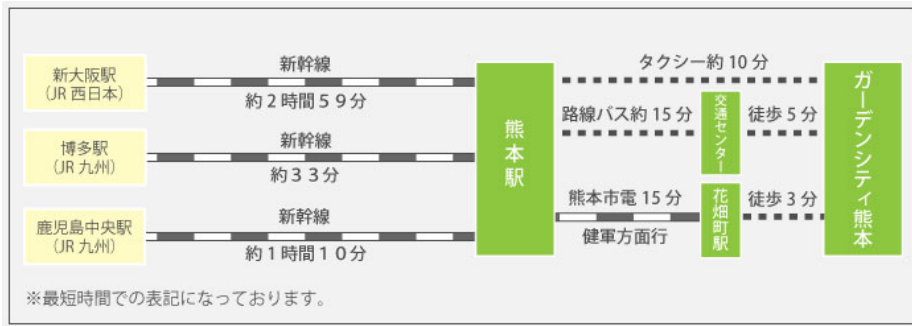 新大阪駅
(JR 西日本)
新幹線
約2時間59分
博多駅
(JR 九州)
新幹線
約33分
鹿児島中央駅
(JR 九州)
新幹線
約1時間10分
熊本駅
タクシー約10分
路線バス約15分
交通センター
徒歩5分
熊本市電15分
健軍方面行
花畑町駅
徒歩3分
ガーデンシティ熊本
※最短時間での表記になっております。